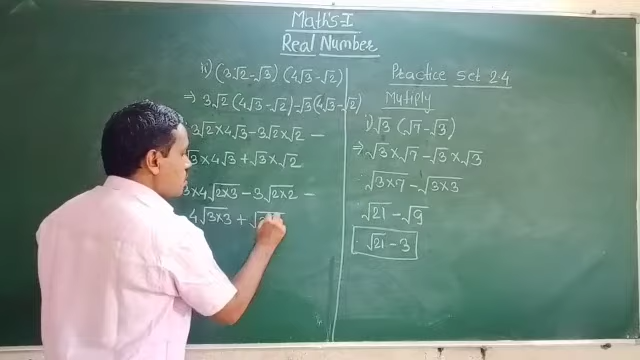 Maths-I
Real Number
ii) (3√2-√3) (4√3-√2)
⇒ 3√2 (4√3-√2)-√3(4√3-√2)
3√2×4√3-3√2×√2 -
√3×4√3+√3×√2
3×4√2×3-3√2×2 -
4√3×3 +
Practice Set 2.4
Mutiply
i) √3 (√7-√3)
⇒ √3×√7-√3×√3
√3×7-√3×3
√21-√9
√21-3